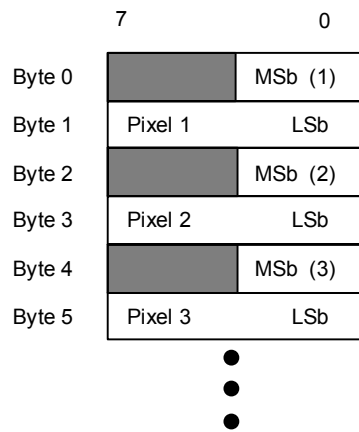 7 0
Byte 0 MSb (1)
Byte 1 Pixel 1 LSb
Byte 2 MSb (2)
Byte 3 Pixel 2 LSb
Byte 4 MSb (3)
Byte 5 Pixel 3 LSb